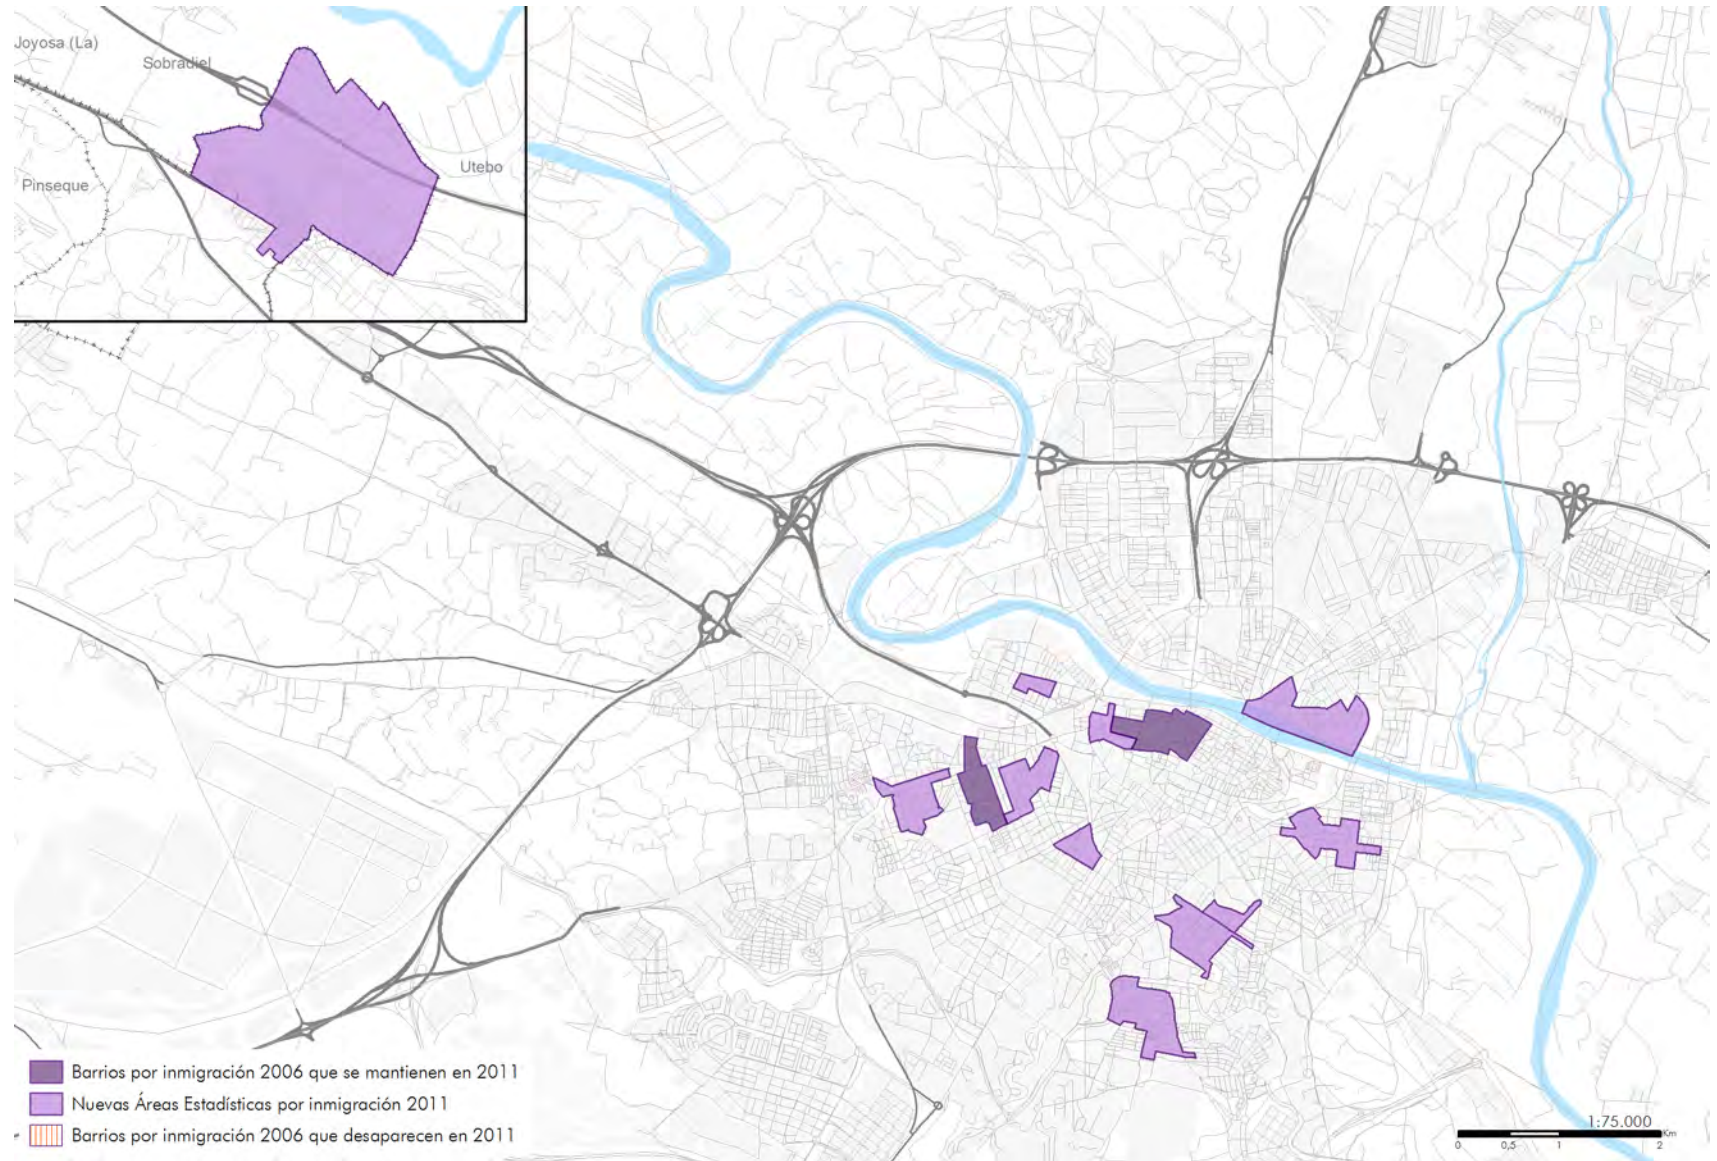 Joyosa (La)
Sobradiel
Utebo
Pinseque
Barrios por inmigración 2006 que se mantienen en 2011
Nuevas Áreas Estadísticas por inmigración 2011
Barrios por inmigración 2006 que desaparecen en 2011
1:75.000
Km
0 0,5 1 2